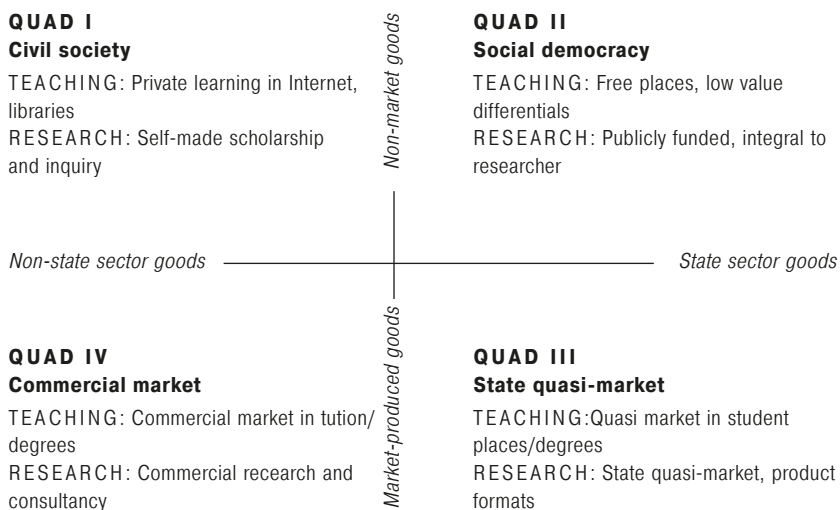 QUAD I
Civil society
TEACHING: Private learning in Internet,
libraries
RESEARCH: Self-made scholarship
and inquiry
Non-market goods
QUAD II
Social democracy
TEACHING: Free places, low value
differentials
RESEARCH: Publicly funded, integral to
researcher
Non-state sector goods
State sector goods
QUAD IV
Commercial market
TEACHING: Commercial market in tution/
degrees
RESEARCH: Commercial recearch and
consultancy
Market-produced goods
QUAD III
State quasi-market
TEACHING:Quasi market in student
places/degrees
RESEARCH: State quasi-market, product
formats